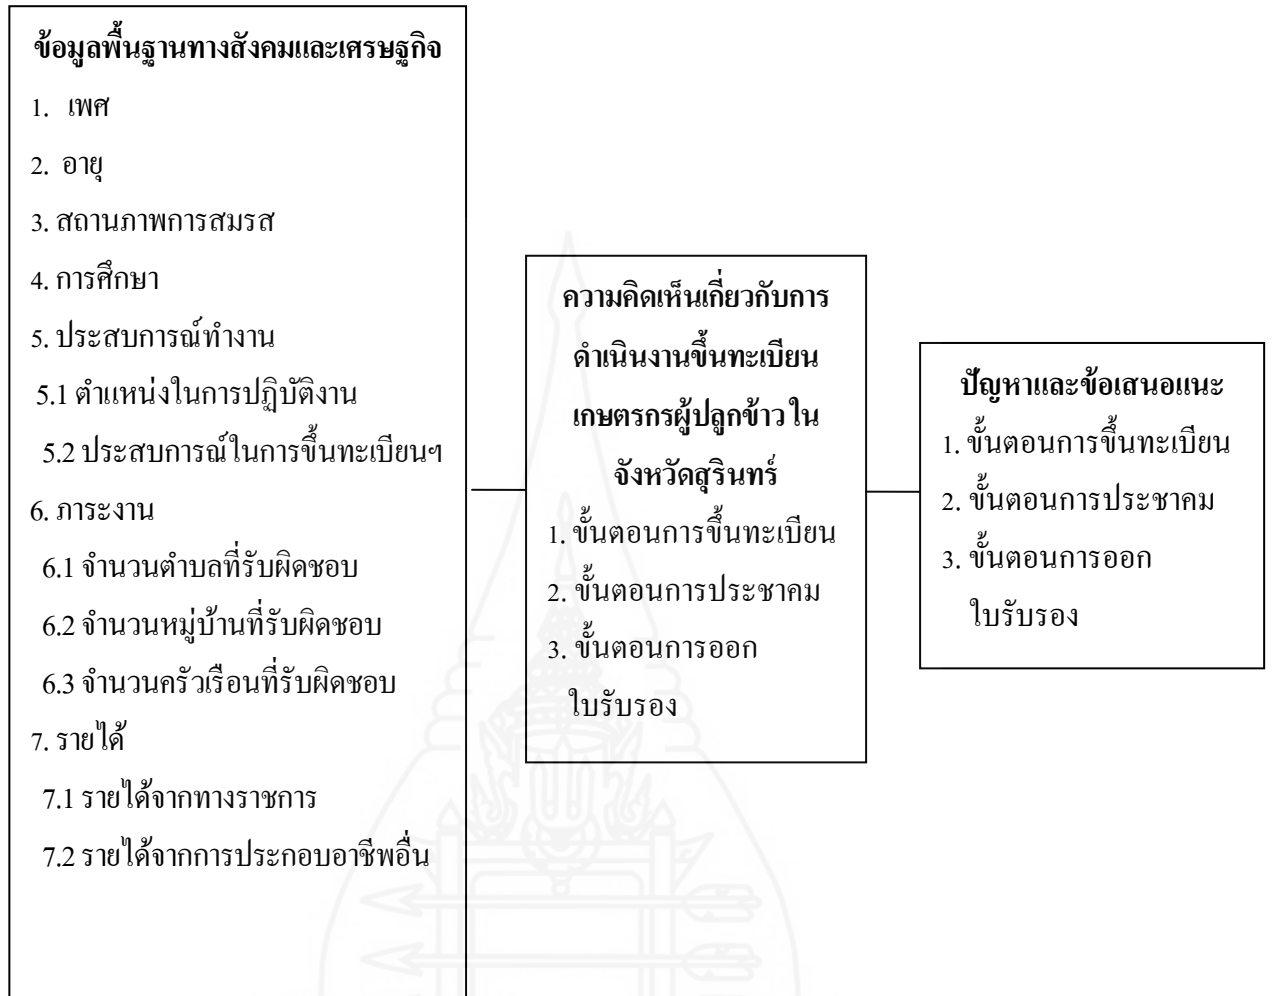 ข้อมูลพื้นฐานทางสังคมและเศรษฐกิจ
1. เพศ
2. อายุ
3. สถานภาพการสมรส
4. การศึกษา
5. ประสบการณ์ทำงาน
5.1 ตำแหน่งในการปฏิบัติงาน
5.2 ประสบการณ์ในการขึ้นทะเบียนฯ
6. ภาระงาน
6.1 จำนวนตำบลที่รับผิดชอบ
6.2 จำนวนหมู่บ้านที่รับผิดชอบ
6.3 จำนวนครัวเรือนที่รับผิดชอบ
7. รายได้
7.1 รายได้จากทางราชการ
7.2 รายได้จากการประกอบอาชีพอื่น
ความคิดเห็นเกี่ยวกับการ
ดำเนินงานขึ้นทะเบียน
เกษตรกรผู้ปลูกข้าว ใน
จังหวัดสุรินทร์
1. ขั้นตอนการขึ้นทะเบียน
2. ขั้นตอนการประชาคม
3. ขั้นตอนการออก
ใบรับรอง
ปัญหาและข้อเสนอแนะ
1. ขั้นตอนการขึ้นทะเบียน
2. ขั้นตอนการประชาคม
3. ขั้นตอนการออก
ใบรับรอง